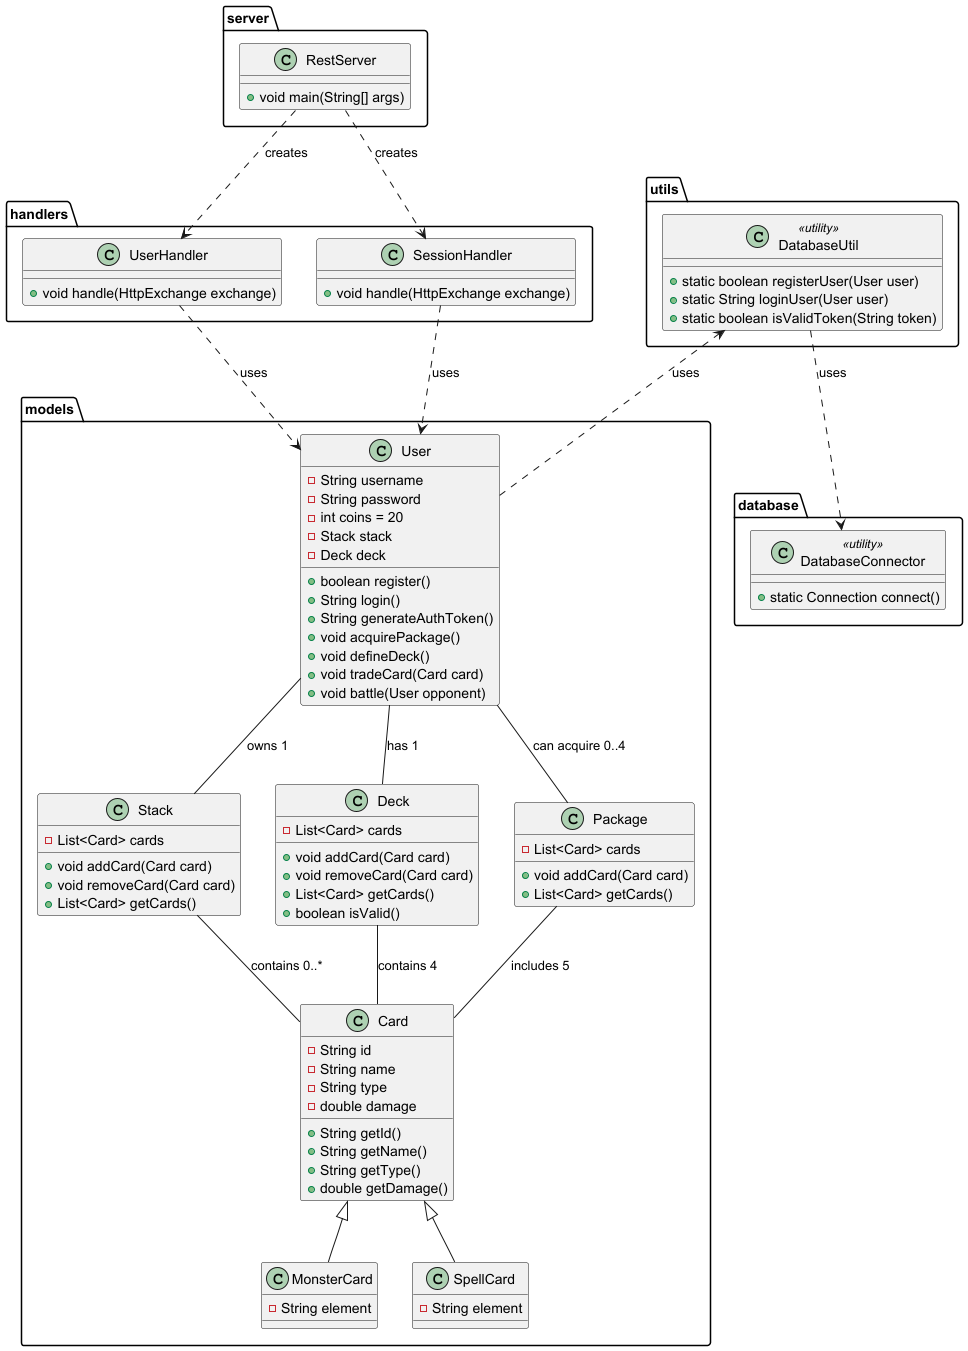 server
C RestServer
void main(String[] args)
creates
creates
handlers
C UserHandler
void handle(HttpExchange exchange)
C SessionHandler
void handle(HttpExchange exchange)
utils
C «utility»
DatabaseUtil
static boolean registerUser(User user)
static String loginUser(User user)
static boolean isValidToken(String token)
uses
uses
uses
uses
models
C User
String username
String password
int coins = 20
Stack stack
Deck deck
boolean register()
String login()
String generateAuthToken()
void acquirePackage()
void defineDeck()
void tradeCard(Card card)
void battle(User opponent)
database
C «utility»
DatabaseConnector
static Connection connect()
owns 1
has 1
can acquire 0..4
C Stack
List<Card> cards
void addCard(Card card)
void removeCard(Card card)
List<Card> getCards()
C Deck
List<Card> cards
void addCard(Card card)
void removeCard(Card card)
List<Card> getCards()
boolean isValid()
C Package
List<Card> cards
void addCard(Card card)
List<Card> getCards()
contains 0..*
contains 4
includes 5
C Card
String id
String name
String type
double damage
String getId()
String getName()
String getType()
double getDamage()
C MonsterCard
String element
C SpellCard
String element